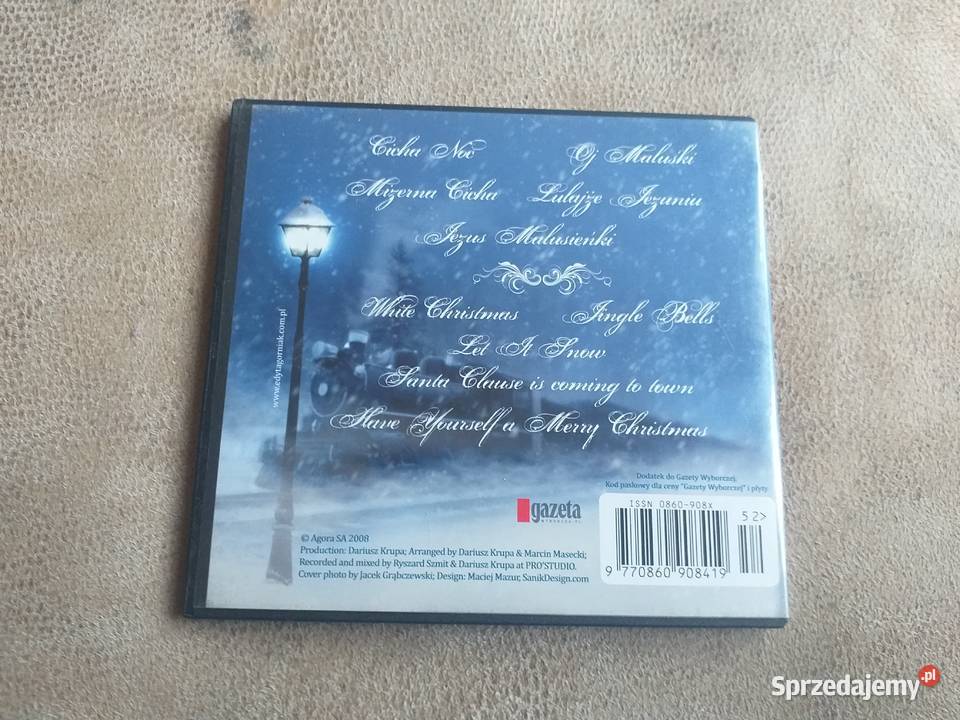 Cicha Noc Oj Maluśki
Mizerna Cicha Lulajże Jezuniu
Jezus Malusieńki
White Christmas Jingle Bells
Let It Snow
Santa Clause is coming to town
Have Yourself a Merry Christmas
www.edytagorniak.com.pl
Dodatek do Gazety Wyborczej.
Kod paskowy dla ceny "Gazety Wyborczej" i płyty
gazeta
WYBORCZA.PL
ISSN 0860-908X
52>
9 770860 908419
© Agora SA 2008
Production: Dariusz Krupa; Arranged by Dariusz Krupa & Marcin Masecki;
Recorded and mixed by Ryszard Szmit & Dariusz Krupa at PRO'STUDIO.
Cover photo by Jacek Grąbczewski; Design: Maciej Mazur, SanikDesign.com
Sprzedajemy.pl